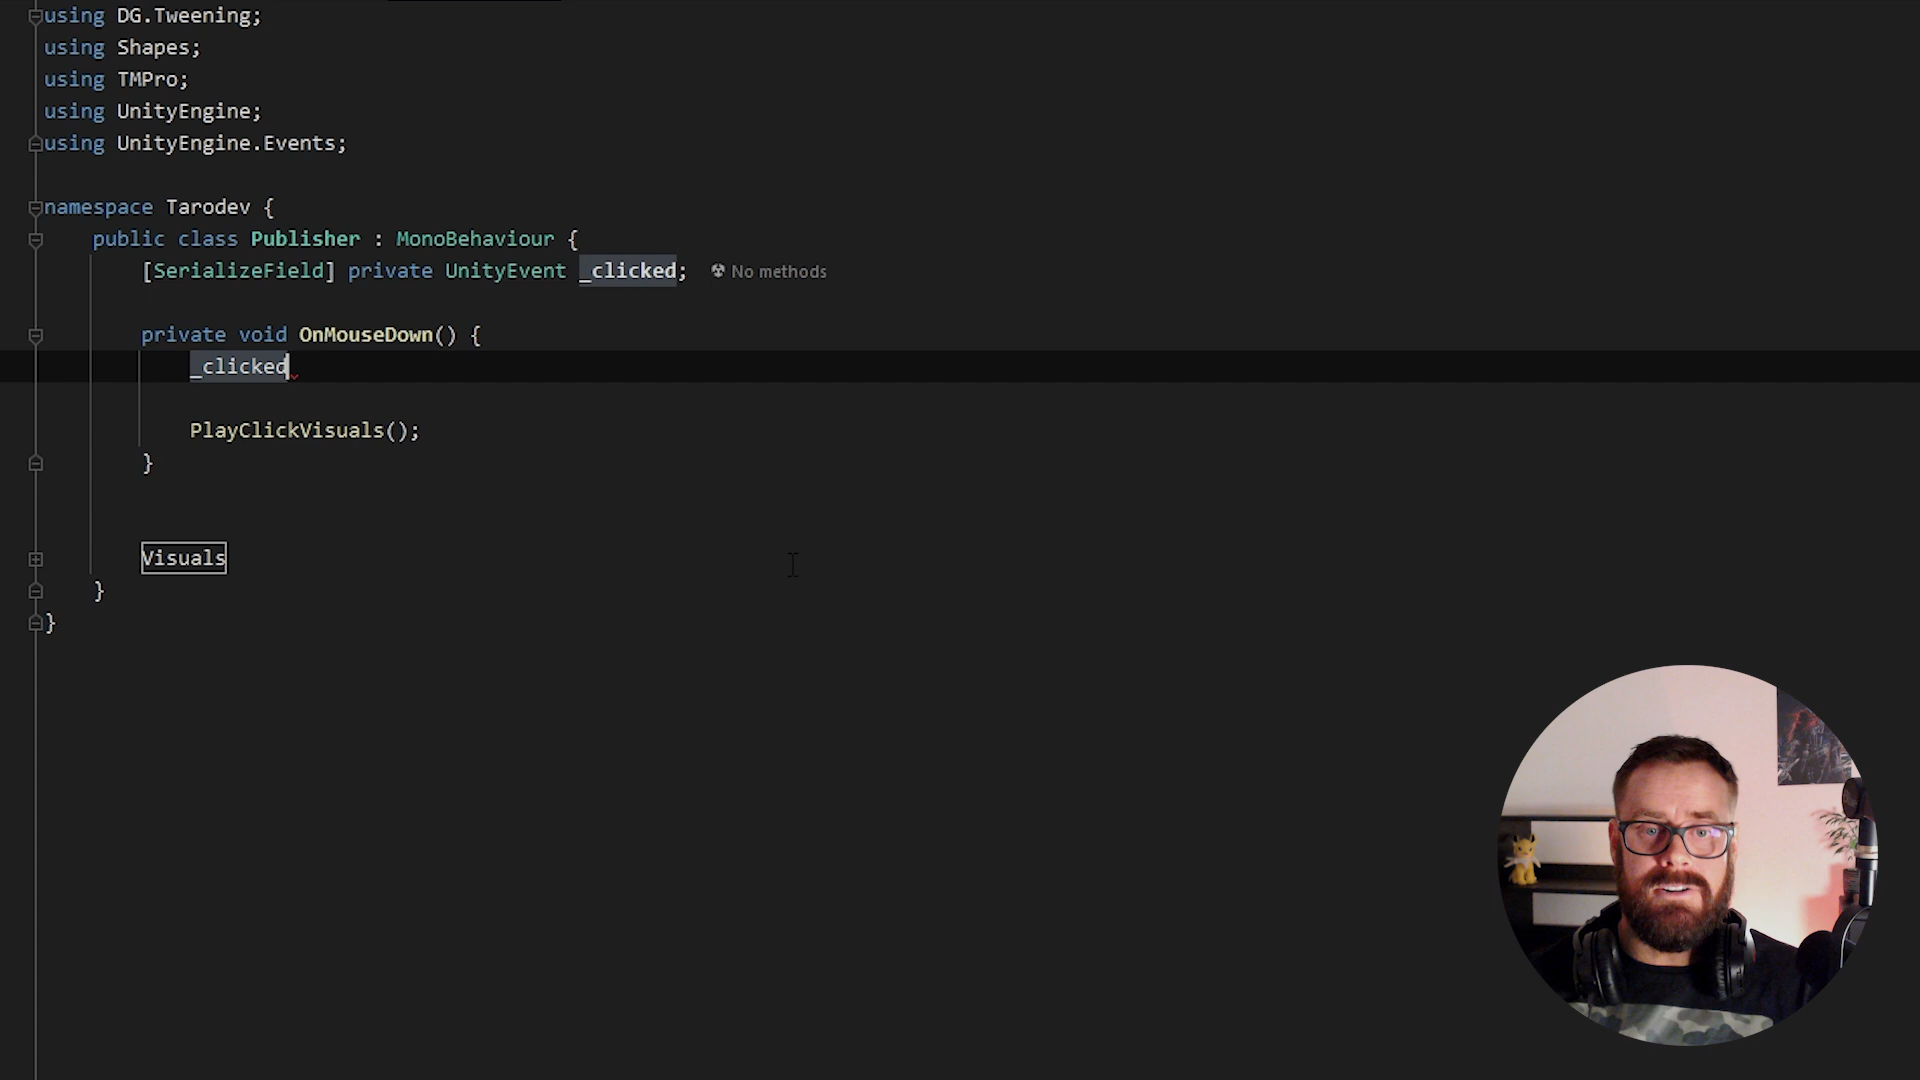 using DG.Tweening;
using Shapes;
using TMPro;
using UnityEngine;
using UnityEngine.Events;
namespace Tarodev {
public class Publisher : MonoBehaviour {
[SerializeField] private UnityEvent _clicked; No methods
private void OnMouseDown() {
_clicked
PlayClickVisuals();
}
Visuals
}
}